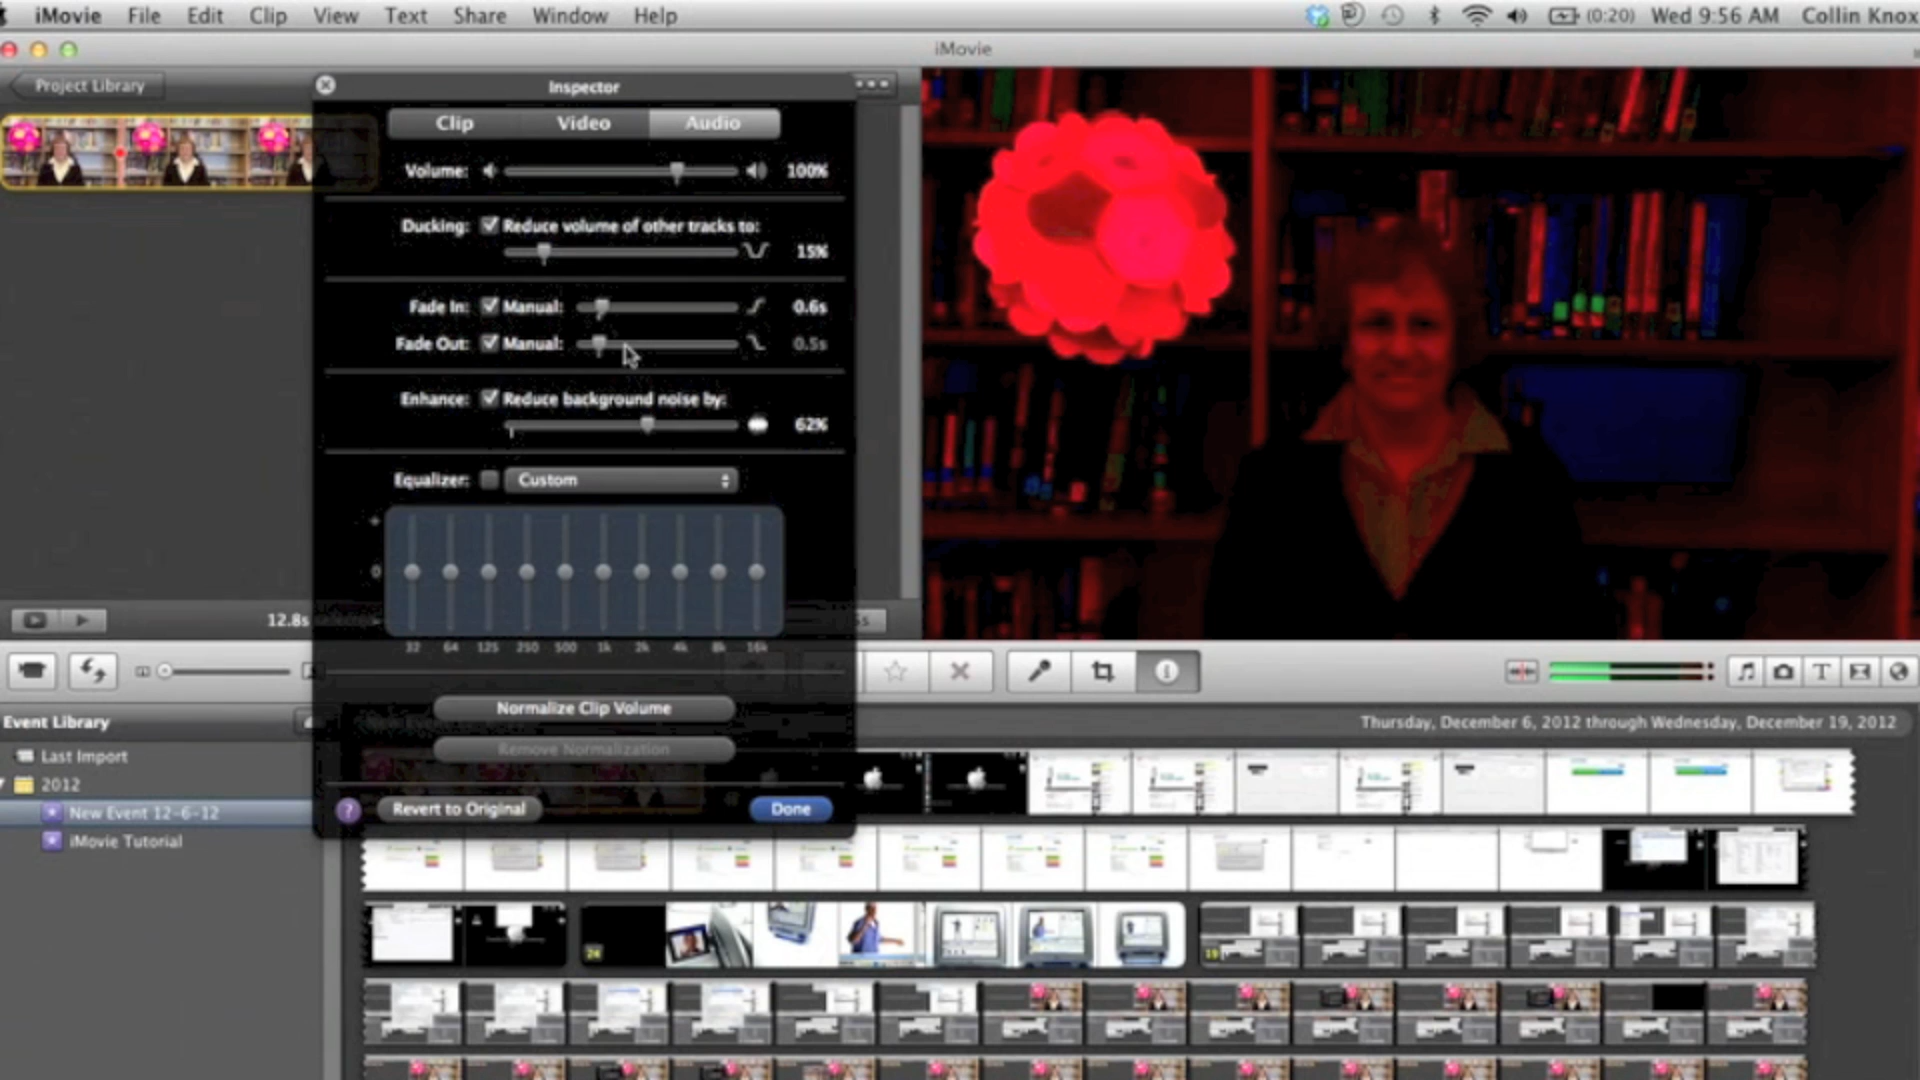 iMovie File Edit Clip View Text Share Window Help (0:20) Wed 9:56 AM Collin Knox
iMovie
Project Library
Inspector
Clip Video Audio
Volume: 100%
Ducking: Reduce volume of other tracks to:
15%
Fade In: Manual: 0.6s
Fade Out: Manual: 0.5s
Enhance: Reduce background noise by:
62%
Equalizer: Custom
+
0
12.8s
32 64 125 250 500 1k 2k 4k 8k 16k
Normalize Clip Volume
Remove Normalization
? Revert to Original Done
Event Library
Thursday, December 6, 2012 through Wednesday, December 19, 2012
Last Import
2012
New Event 12-6-12
iMovie Tutorial
24
19